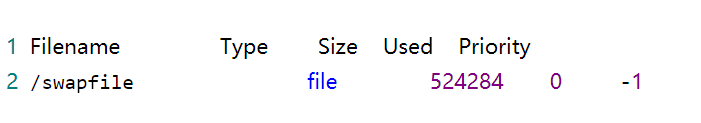 1 Filename Type Size Used Priority
2 /swapfile file 524284 0 -1